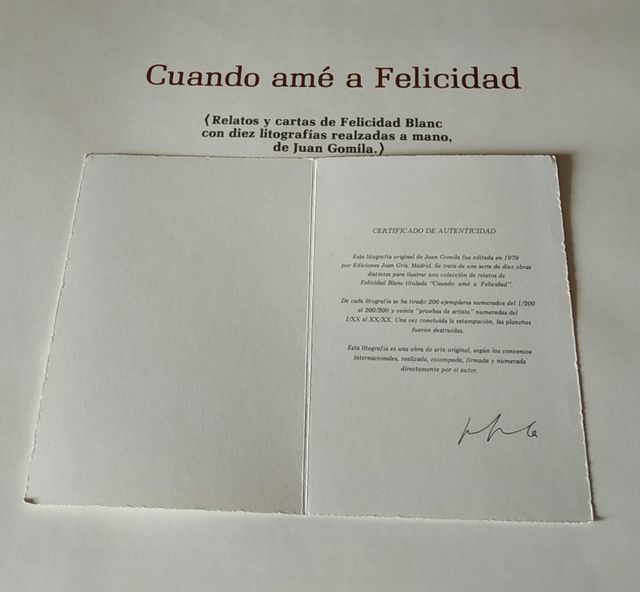 Cuando amé a Felicidad
(Relatos y cartas de Felicidad Blanc
con diez litografías realzadas a mano,
de Juan Gomila.)
CERTIFICADO DE AUTENTICIDAD
Esta litografía original de Juan Gomila fue editada en 1979
por Ediciones Juan Gris. Madrid. Se trata de una serie de diez obras
distintas para ilustrar una colección de relatos de
Felicidad Blanc titulada "Cuando amé a Felicidad".
De cada litografía se ha tirado 200 ejemplares numerados del 1/200
al 200/200 y veinte "pruebas de artista" numeradas del
I/XX al XX/XX. Una vez concluida la estampación, las planchas
fueron destruidas.
Esta litografía es una obra de arte original, según los convenios
internacionales, realizada, estampada, firmada y numerada
directamente por el autor.